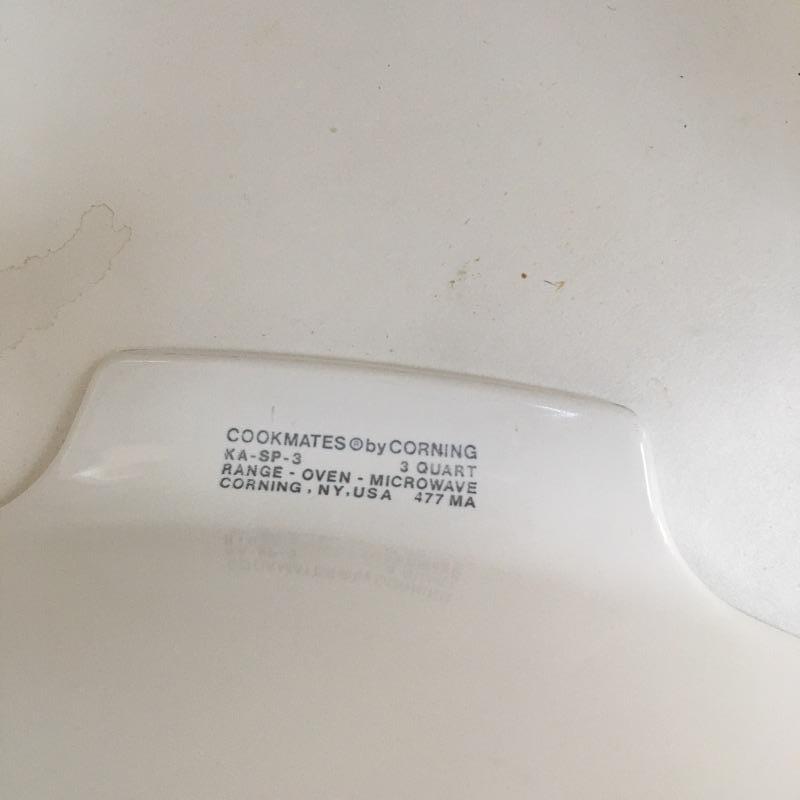 COOKMATES ® by CORNING
KA-SP-3 3 QUART
RANGE - OVEN - MICROWAVE
CORNING, NY, USA 477 MA